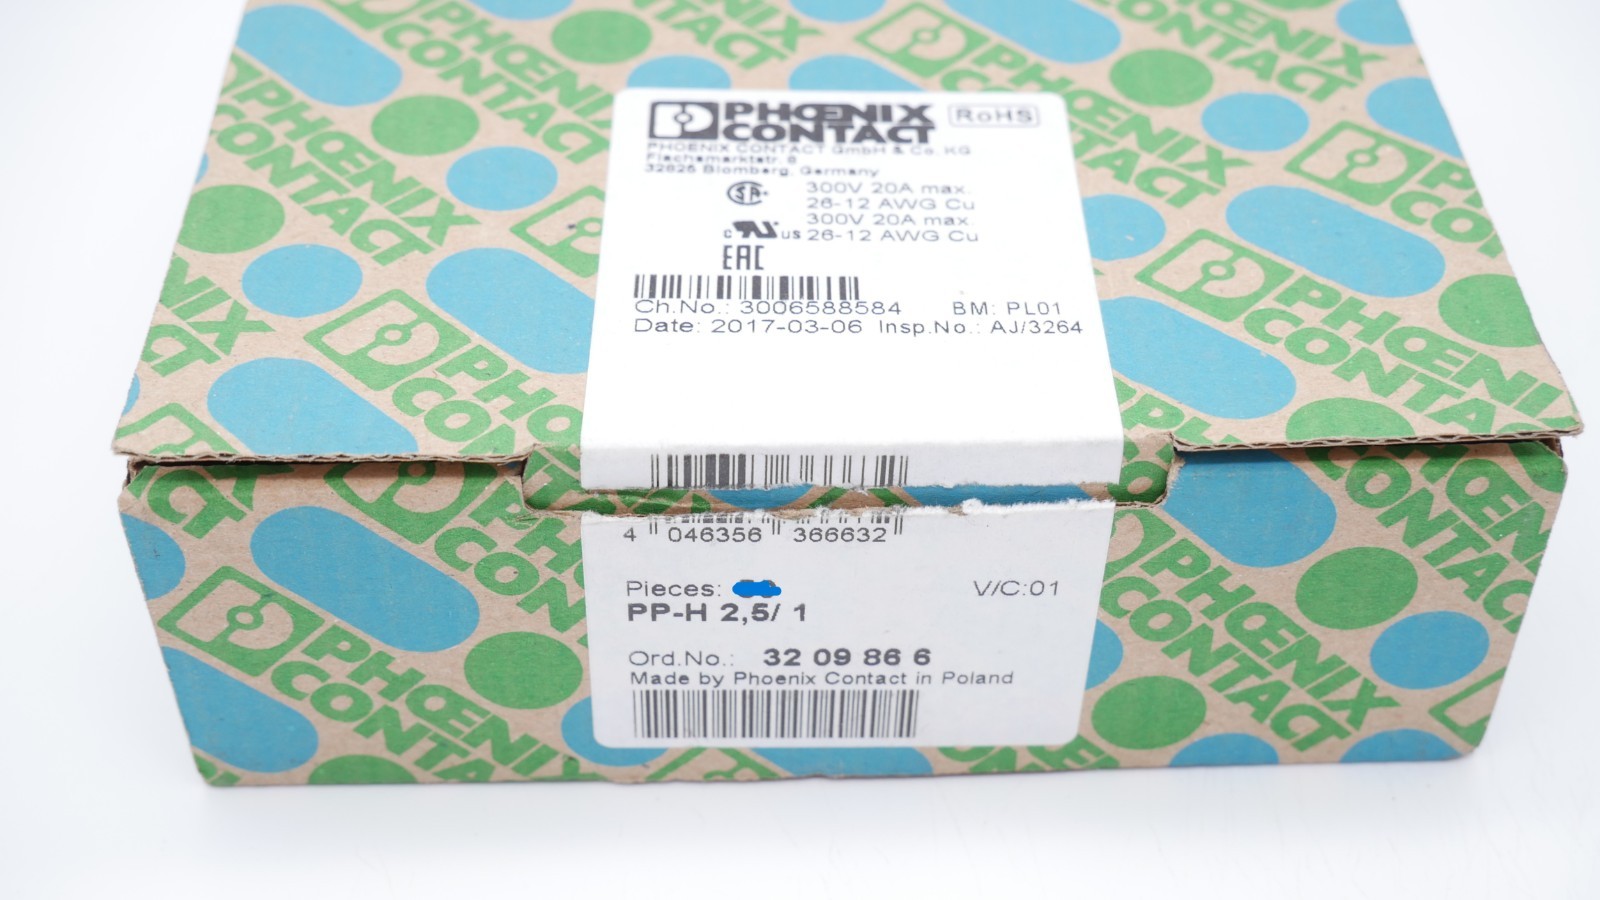 PHŒNIX
CONTACT
RoHS
PHOENIX CONTACT GmbH & Co. KG
Flachsmarktstr. 8
32825 Blomberg, Germany
300V 20A max.
26-12 AWG Cu
300V 20A max.
c US 26-12 AWG Cu
EAC
Ch.No.: 3006588584 BM: PL01
Date: 2017-03-06 Insp.No.: AJ/3264
4 046356 366632
Pieces:
V/C:01
PP-H 2,5/ 1
Ord.No.: 32 09 86 6
Made by Phoenix Contact in Poland
PHŒNIX
CONTACT